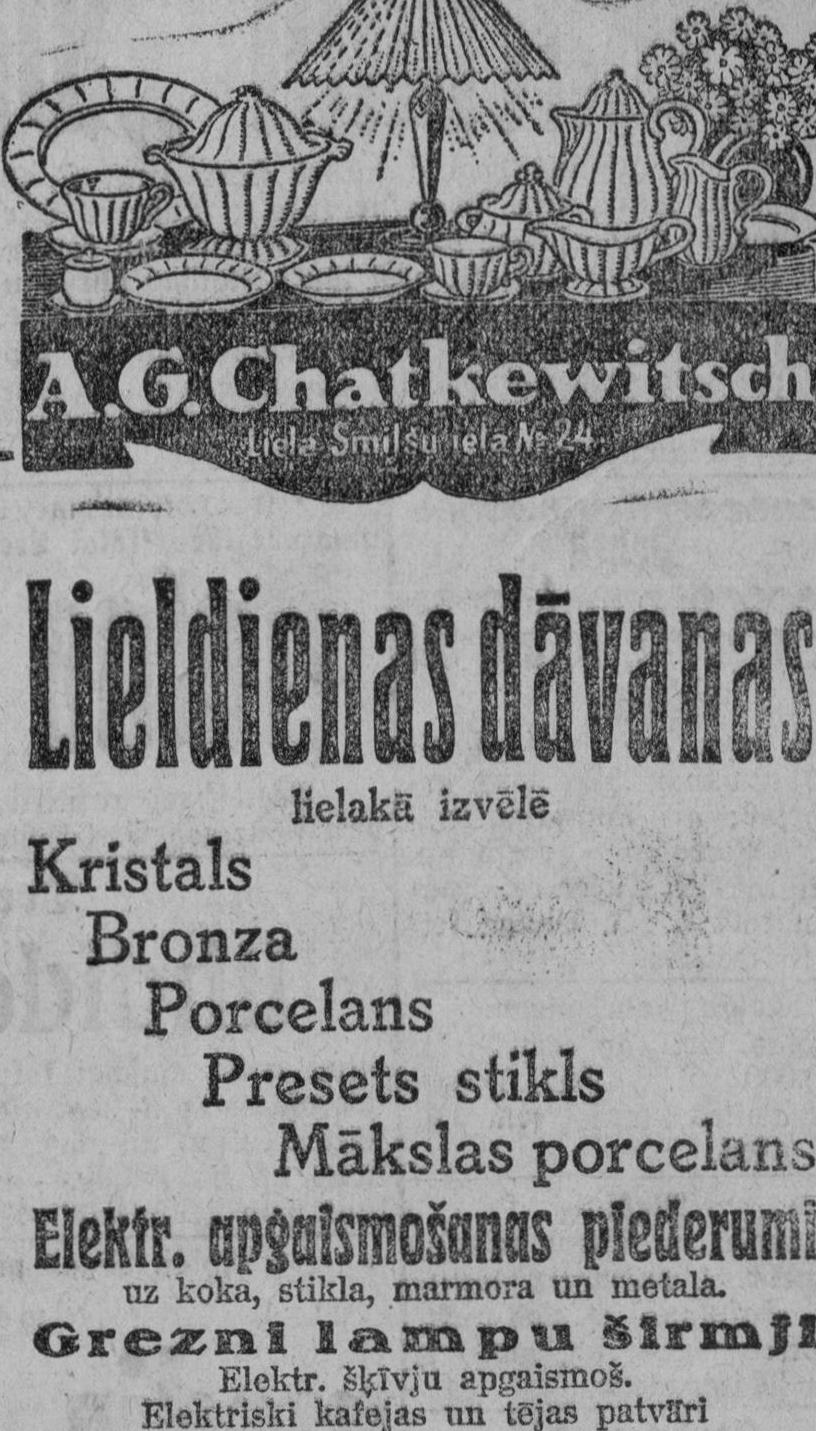 A.G.Chatkewitsch
Lielā Smilšu ielā № 24.
Lieldienas dāvanas
lielakā izvēlē
Kristals
Bronza
Porcelans
Presets stikls
Mākslas porcelans
Elektr. apgaismošanas piederumi
uz koka, stikla, marmora un metala.
Grezni lampu širmji
Elektr. šķīvju apgaismoš.
Elektriski kafejas un tējas patvāri